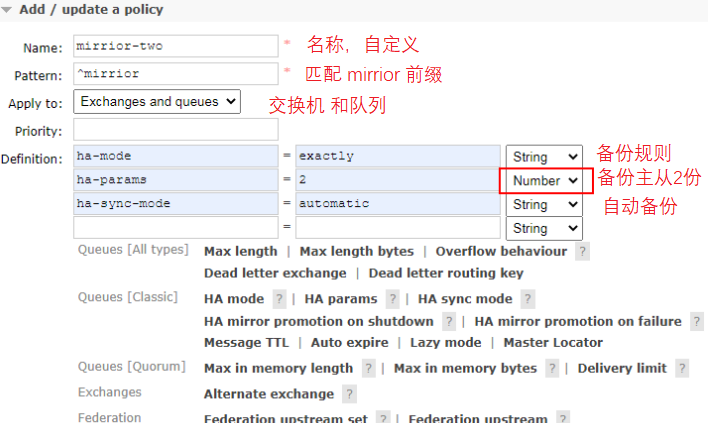 Add / update a policy
Name: mirrior-two * 名称，自定义
Pattern: ^mirrior * 匹配 mirrior 前缀
Apply to: Exchanges and queues 交换机 和队列
Priority:
Definition: ha-mode = exactly String 备份规则
ha-params = 2 Number 备份主从2份
ha-sync-mode = automatic String 自动备份
= String
Queues [All types] Max length | Max length bytes | Overflow behaviour ?
Dead letter exchange | Dead letter routing key
Queues [Classic] HA mode ? | HA params ? | HA sync mode ?
HA mirror promotion on shutdown ? | HA mirror promotion on failure ?
Message TTL | Auto expire | Lazy mode | Master Locator
Queues [Quorum] Max in memory length ? | Max in memory bytes ? | Delivery limit ?
Exchanges Alternate exchange ?
Federation Federation upstream set ? | Federation upstream ?